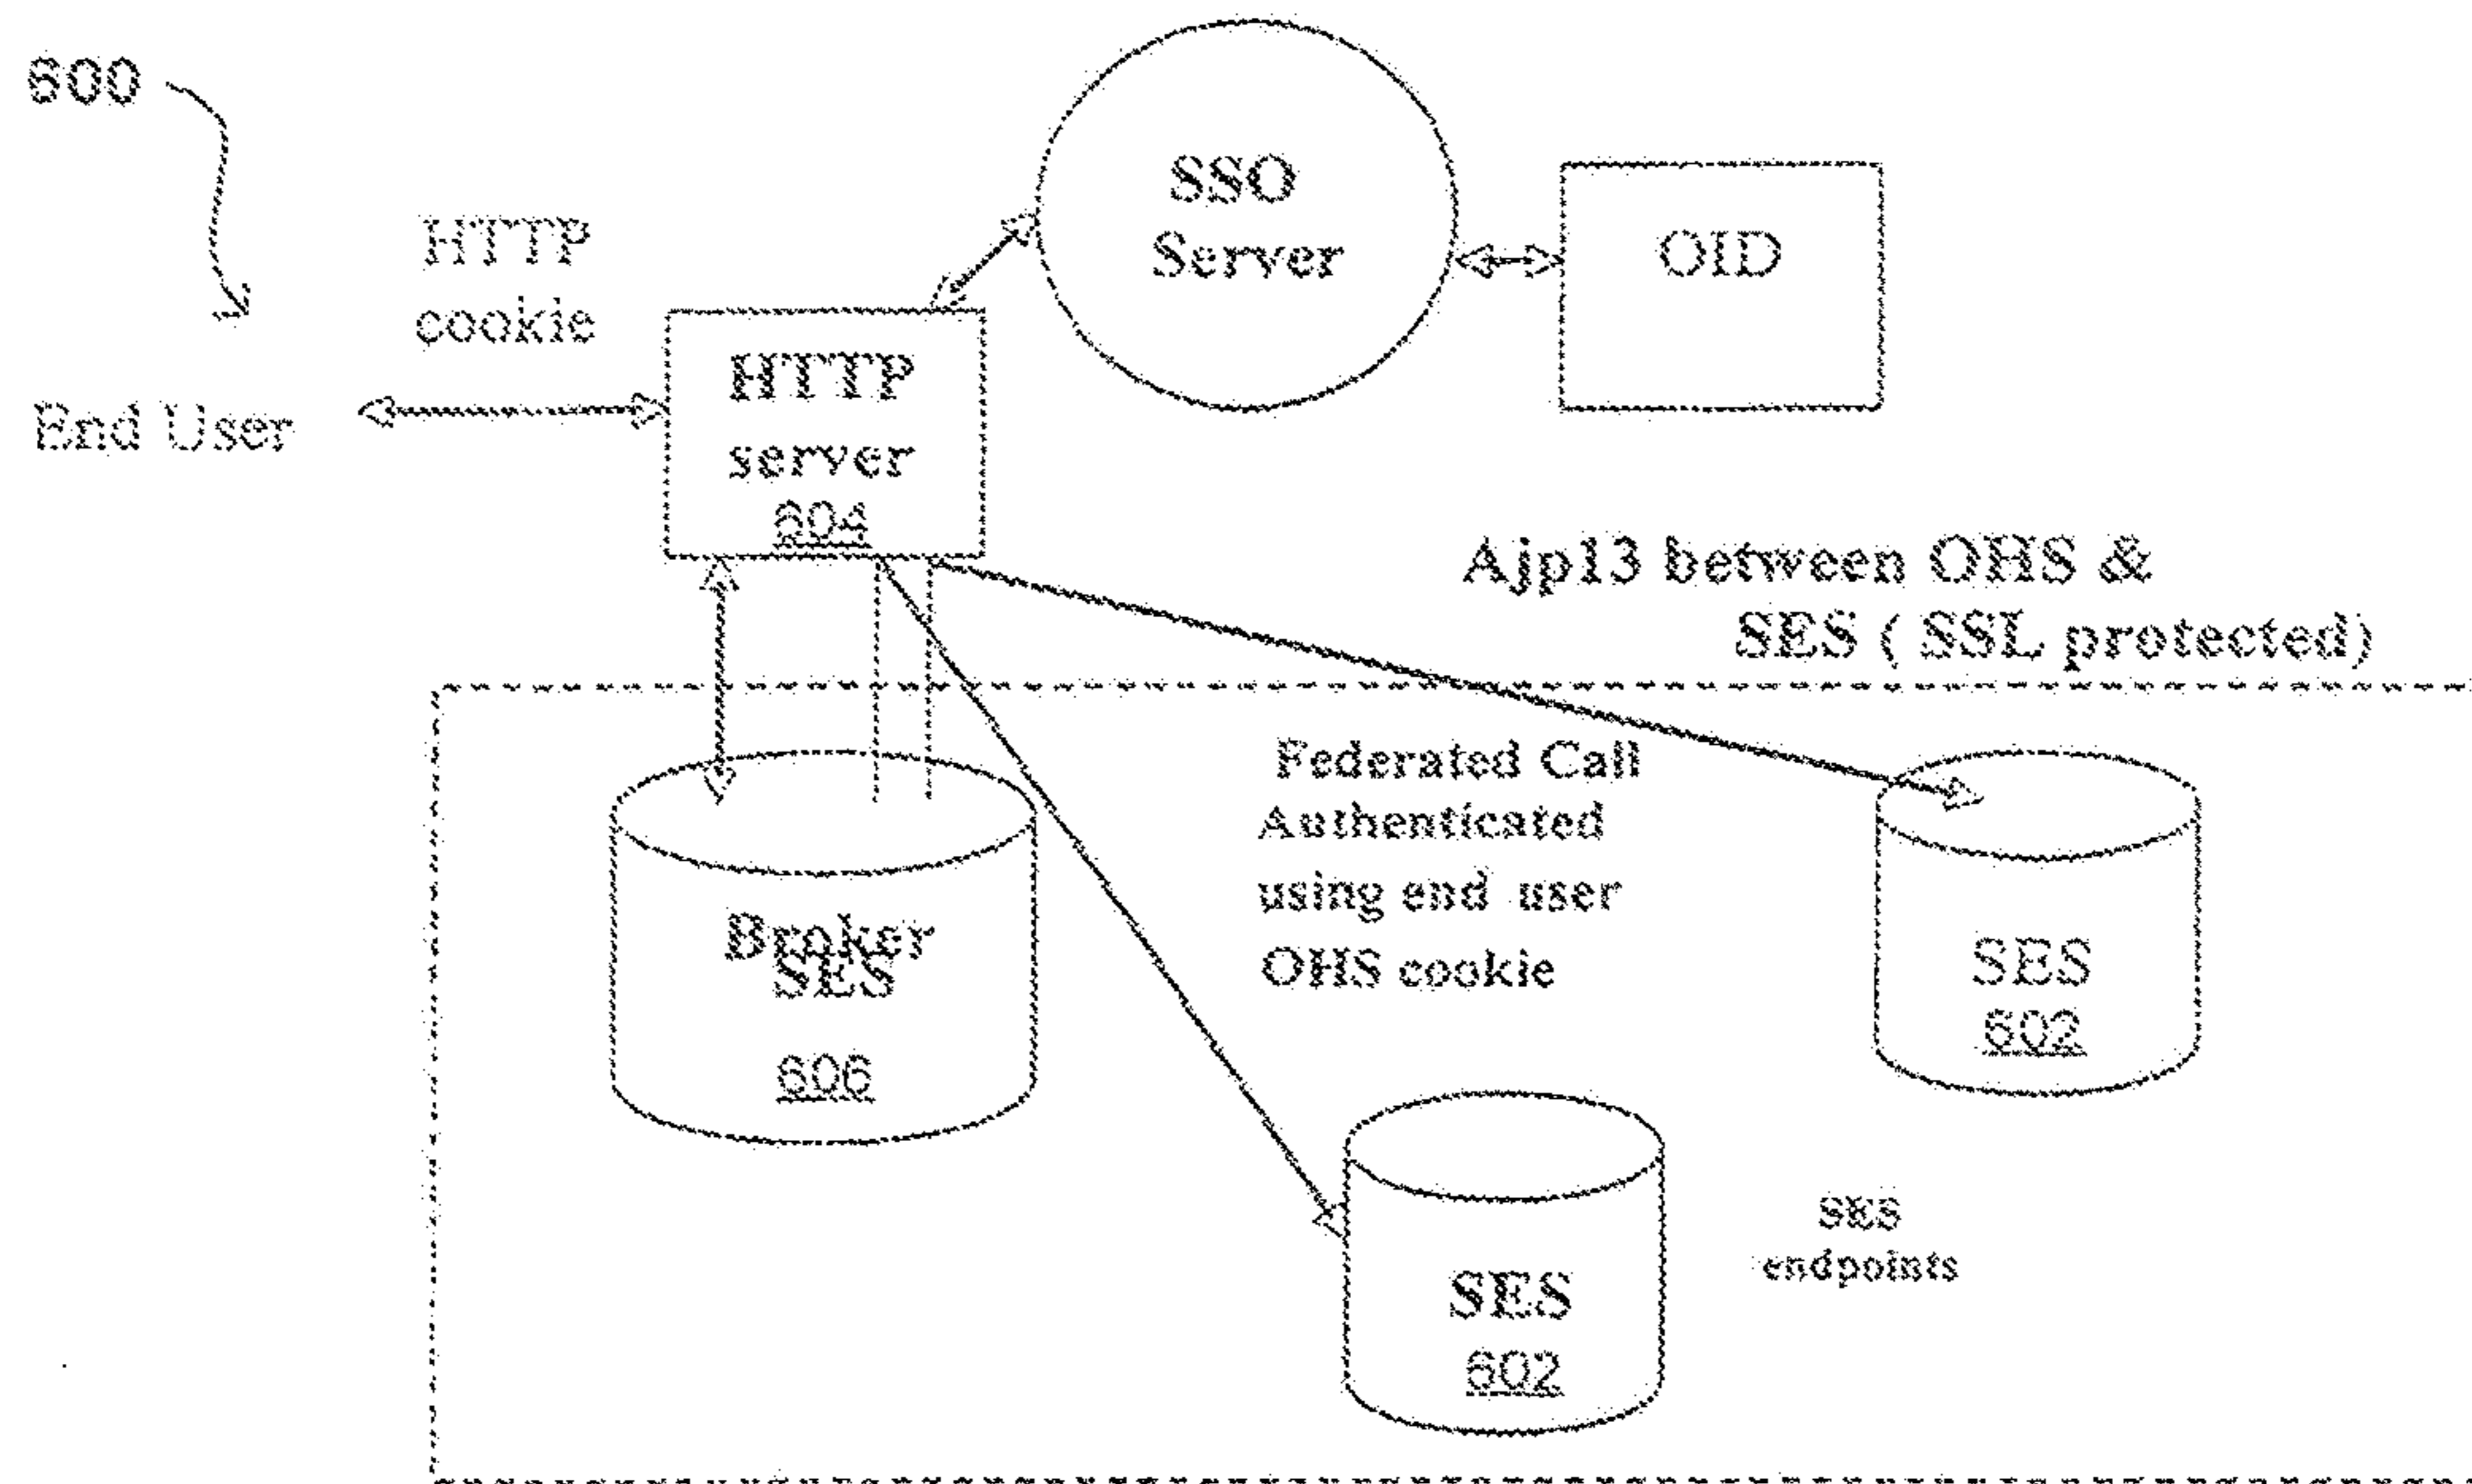 600
HTTP
cookie
End User
SSO
Server
OID
HTTP
server
604
Ajp13 between OHS &
SES ( SSL protected)
Federated Call
Authenticated
using end user
OHS cookie
Broker
SES
606
SES
602
SES
602
SES
endpoints